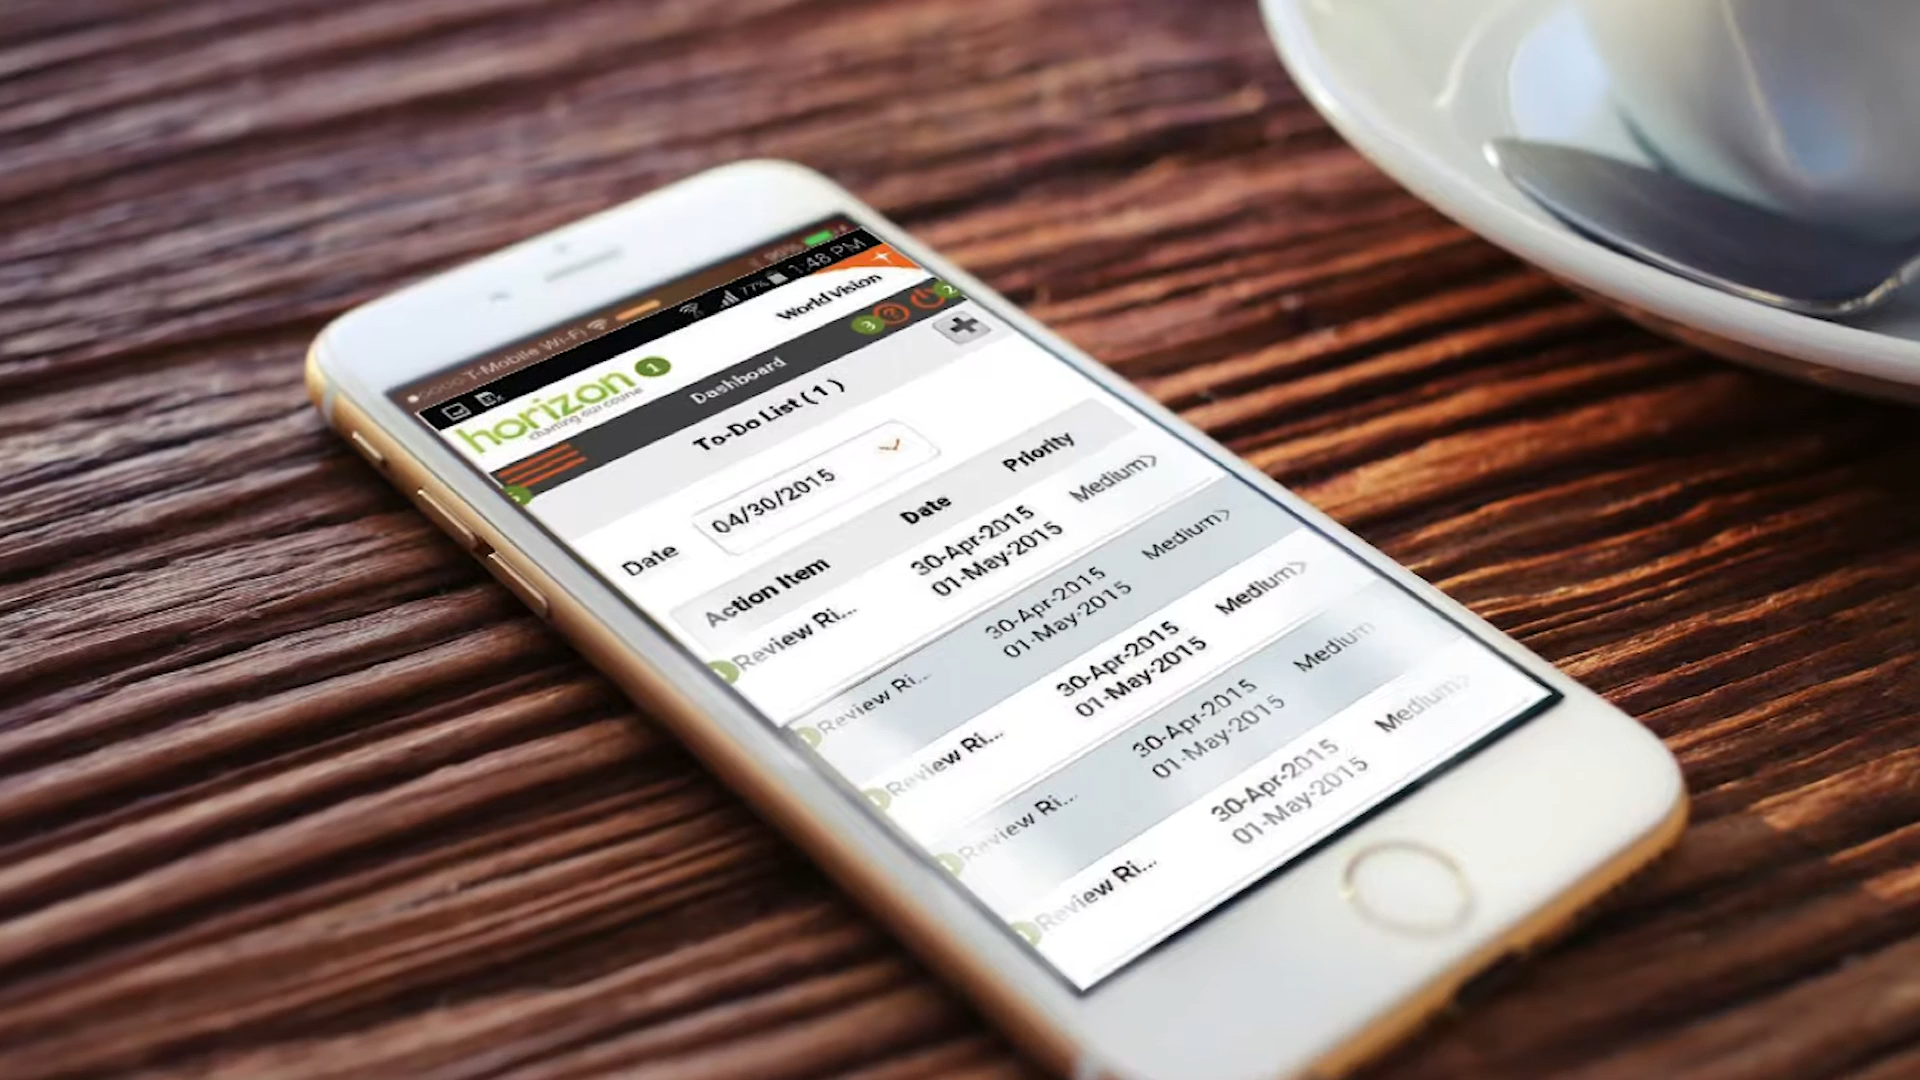 T-Mobile Wi-Fi
77% 1:48 PM
horizon 1
charting our course
World Vision
Dashboard 3 ? 2
To-Do List ( 1 )
Date 04/30/2015
Action Item Date Priority
Review Ri... 30-Apr-2015 Medium
01-May-2015
Review Ri... 30-Apr-2015 Medium
01-May-2015
Review Ri... 30-Apr-2015 Medium
01-May-2015
Review Ri... 30-Apr-2015 Medium
01-May-2015
Review Ri... 30-Apr-2015 Medium
01-May-2015